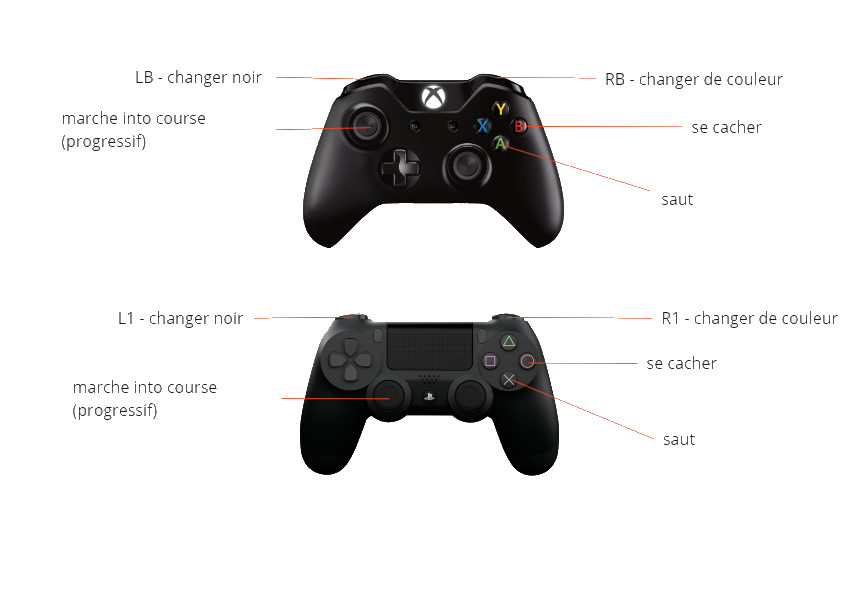 LB - changer noir
RB - changer de couleur
marche into course
(progressif)
Y
X
B
A
se cacher
saut
L1 - changer noir
R1 - changer de couleur
se cacher
marche into course
(progressif)
saut